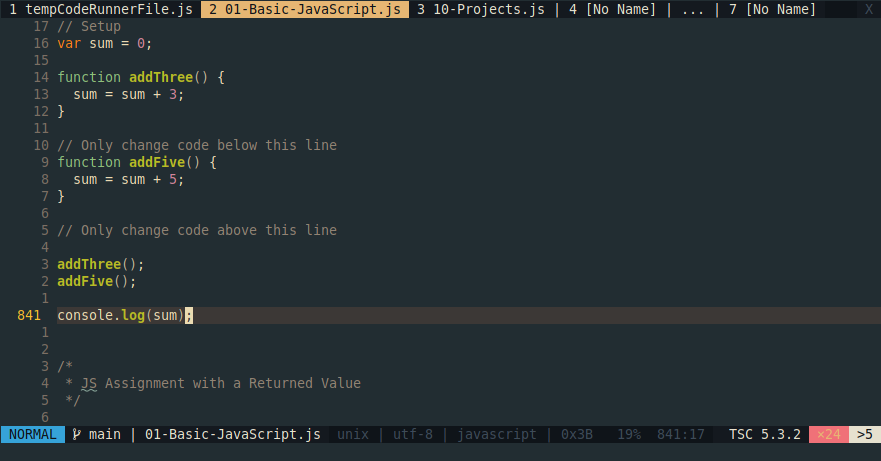 1 tempCodeRunnerFile.js 2 01-Basic-JavaScript.js 3 10-Projects.js | 4 [No Name] | ... | 7 [No Name] X
17 // Setup
16 var sum = 0;
15
14 function addThree() {
13   sum = sum + 3;
12 }
11
10 // Only change code below this line
9 function addFive() {
8   sum = sum + 5;
7 }
6
5 // Only change code above this line
4
3 addThree();
2 addFive();
1
841 console.log(sum);
1
2
3 /*
4  * JS Assignment with a Returned Value
5  */
6
NORMAL main | 01-Basic-JavaScript.js unix | utf-8 | javascript | 0x3B 19% 841:17 TSC 5.3.2 ×24 >5